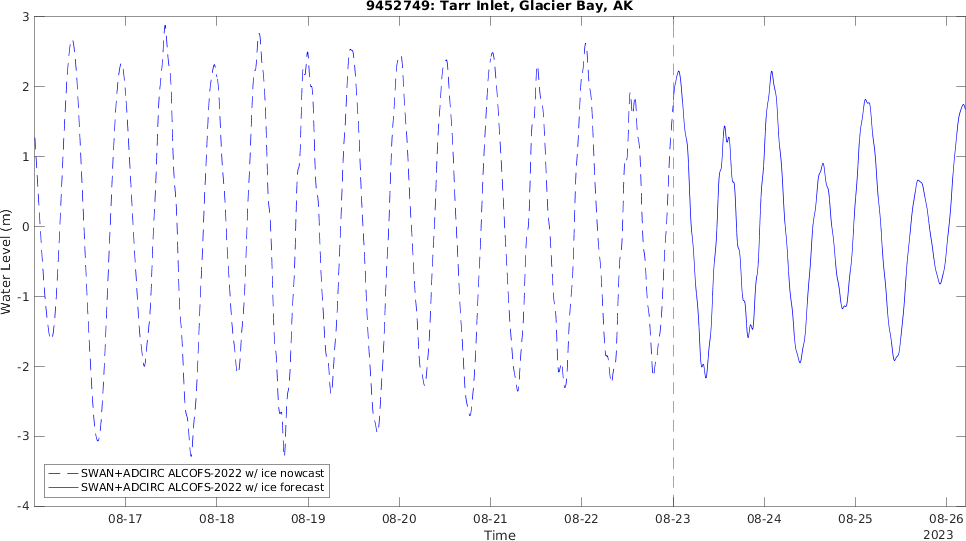 9452749: Tarr Inlet, Glacier Bay, AK
3
2
1
0
-1
-2
-3
-4
Water Level (m)
SWAN+ADCIRC ALCOFS-2022 w/ ice nowcast
SWAN+ADCIRC ALCOFS-2022 w/ ice forecast
08-17 08-18 08-19 08-20 08-21 08-22 08-23 08-24 08-25 08-26
Time
2023